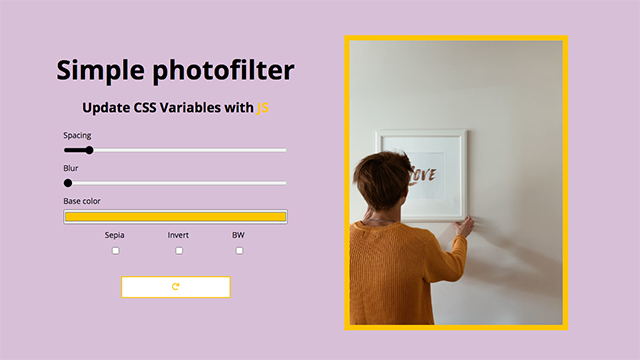 Simple photofilter
Update CSS Variables with JS
Spacing
Blur
Base color
Sepia Invert BW
LOVE